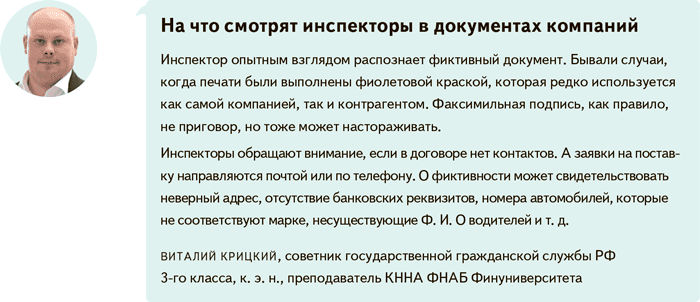 На что смотрят инспекторы в документах компаний
Инспектор опытным взглядом распознает фиктивный документ. Бывали случаи,
когда печати были выполнены фиолетовой краской, которая редко используется
как самой компанией, так и контрагентом. Факсимильная подпись, как правило,
не приговор, но тоже может настораживать.
Инспекторы обращают внимание, если в договоре нет контактов. А заявки на постав-
ку направляются почтой или по телефону. О фиктивности может свидетельствовать
неверный адрес, отсутствие банковских реквизитов, номера автомобилей, которые
не соответствуют марке, несуществующие Ф. И. О водителей и т. д.
ВИТАЛИЙ КРИЦКИЙ, советник государственной гражданской службы РФ
3-го класса, к. э. н., преподаватель КННА ФНАБ Финуниверситета